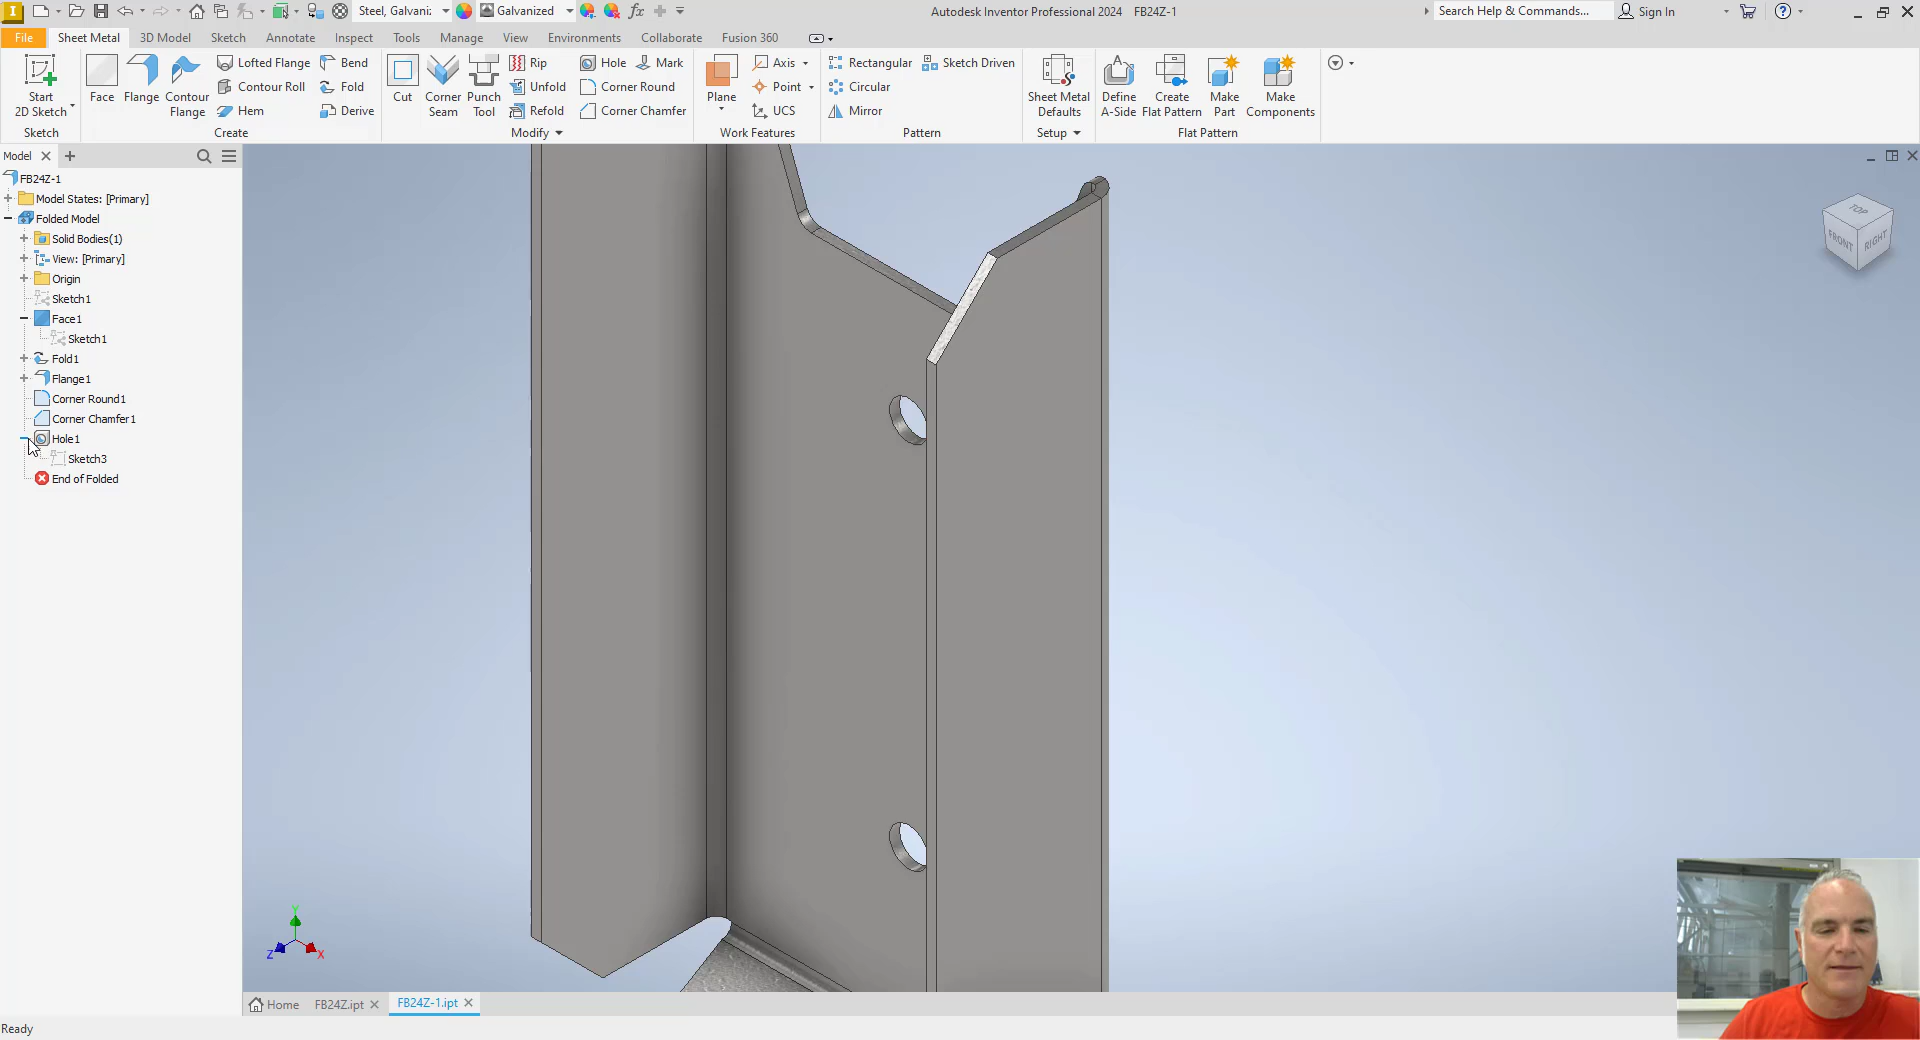 Steel, Galvani:
Galvanized
fx
Autodesk Inventor Professional 2024 FB24Z-1
Search Help & Commands...
Sign In
File
Sheet Metal
3D Model
Sketch
Annotate
Inspect
Tools
Manage
View
Environments
Collaborate
Fusion 360
Start
2D Sketch
Face
Flange
Contour
Flange
Lofted Flange
Contour Roll
Hem
Bend
Fold
Derive
Cut
Corner
Seam
Punch
Tool
Rip
Unfold
Refold
Hole
Mark
Corner Round
Corner Chamfer
Plane
Axis
Point
UCS
Rectangular
Circular
Mirror
Sketch Driven
Sheet Metal
Defaults
Define
A-Side
Create
Flat Pattern
Make
Part
Make
Components
Sketch
Create
Modify
Work Features
Pattern
Setup
Flat Pattern
Model
FB24Z-1
Model States: [Primary]
Folded Model
Solid Bodies(1)
View: [Primary]
Origin
Sketch1
Face1
Sketch1
Fold1
Flange1
Corner Round1
Corner Chamfer1
Hole1
Sketch3
End of Folded
TOP
FRONT
RIGHT
Y
Z
X
Home
FB24Z.ipt
FB24Z-1.ipt
Ready